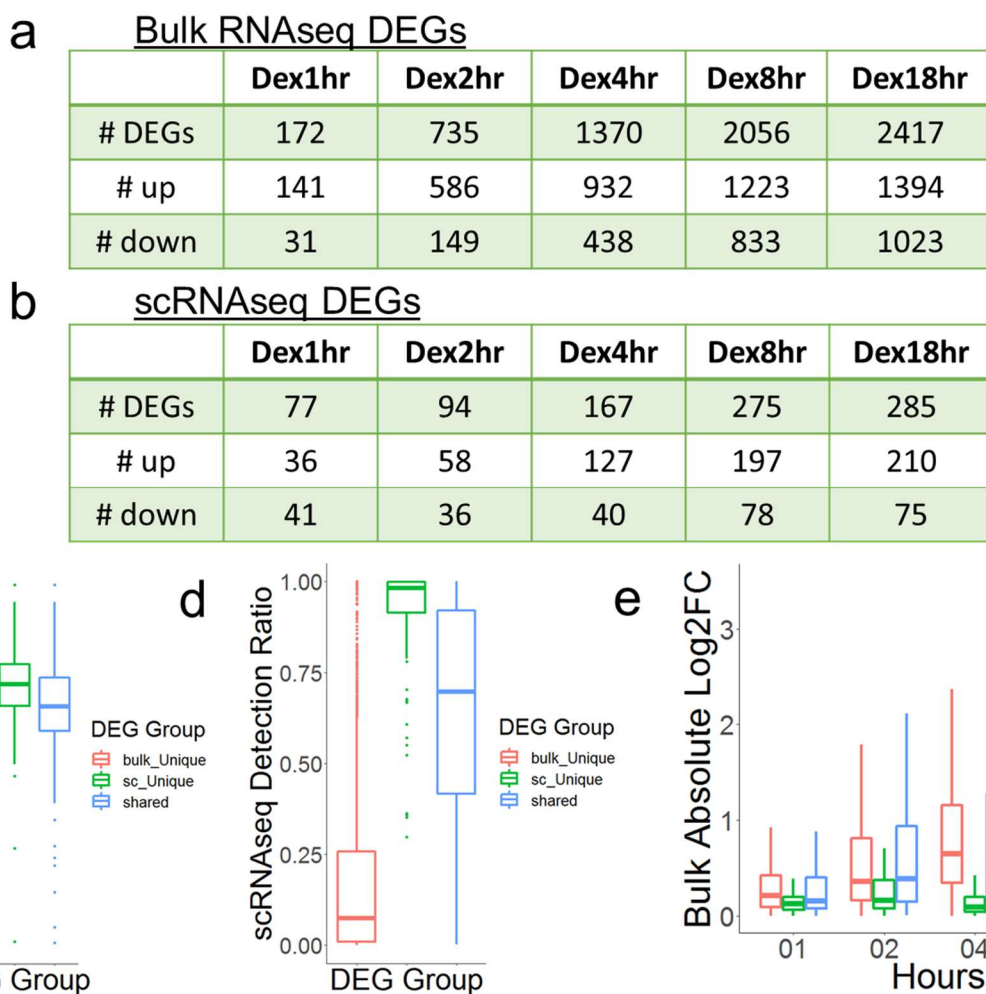 a
Bulk RNAseq DEGs
Dex1hr Dex2hr Dex4hr Dex8hr Dex18hr
# DEGs 172 735 1370 2056 2417
# up 141 586 932 1223 1394
# down 31 149 438 833 1023
b
scRNAseq DEGs
Dex1hr Dex2hr Dex4hr Dex8hr Dex18hr
# DEGs 77 94 167 275 285
# up 36 58 127 197 210
# down 41 36 40 78 75
G Group
DEG Group
bulk_Unique
sc_Unique
shared
d
scRNAseq Detection Ratio
1.00
0.75
0.50
0.25
0.00
DEG Group
DEG Group
bulk_Unique
sc_Unique
shared
e
Bulk Absolute Log2FC
3
2
1
0
01 02 04
Hours